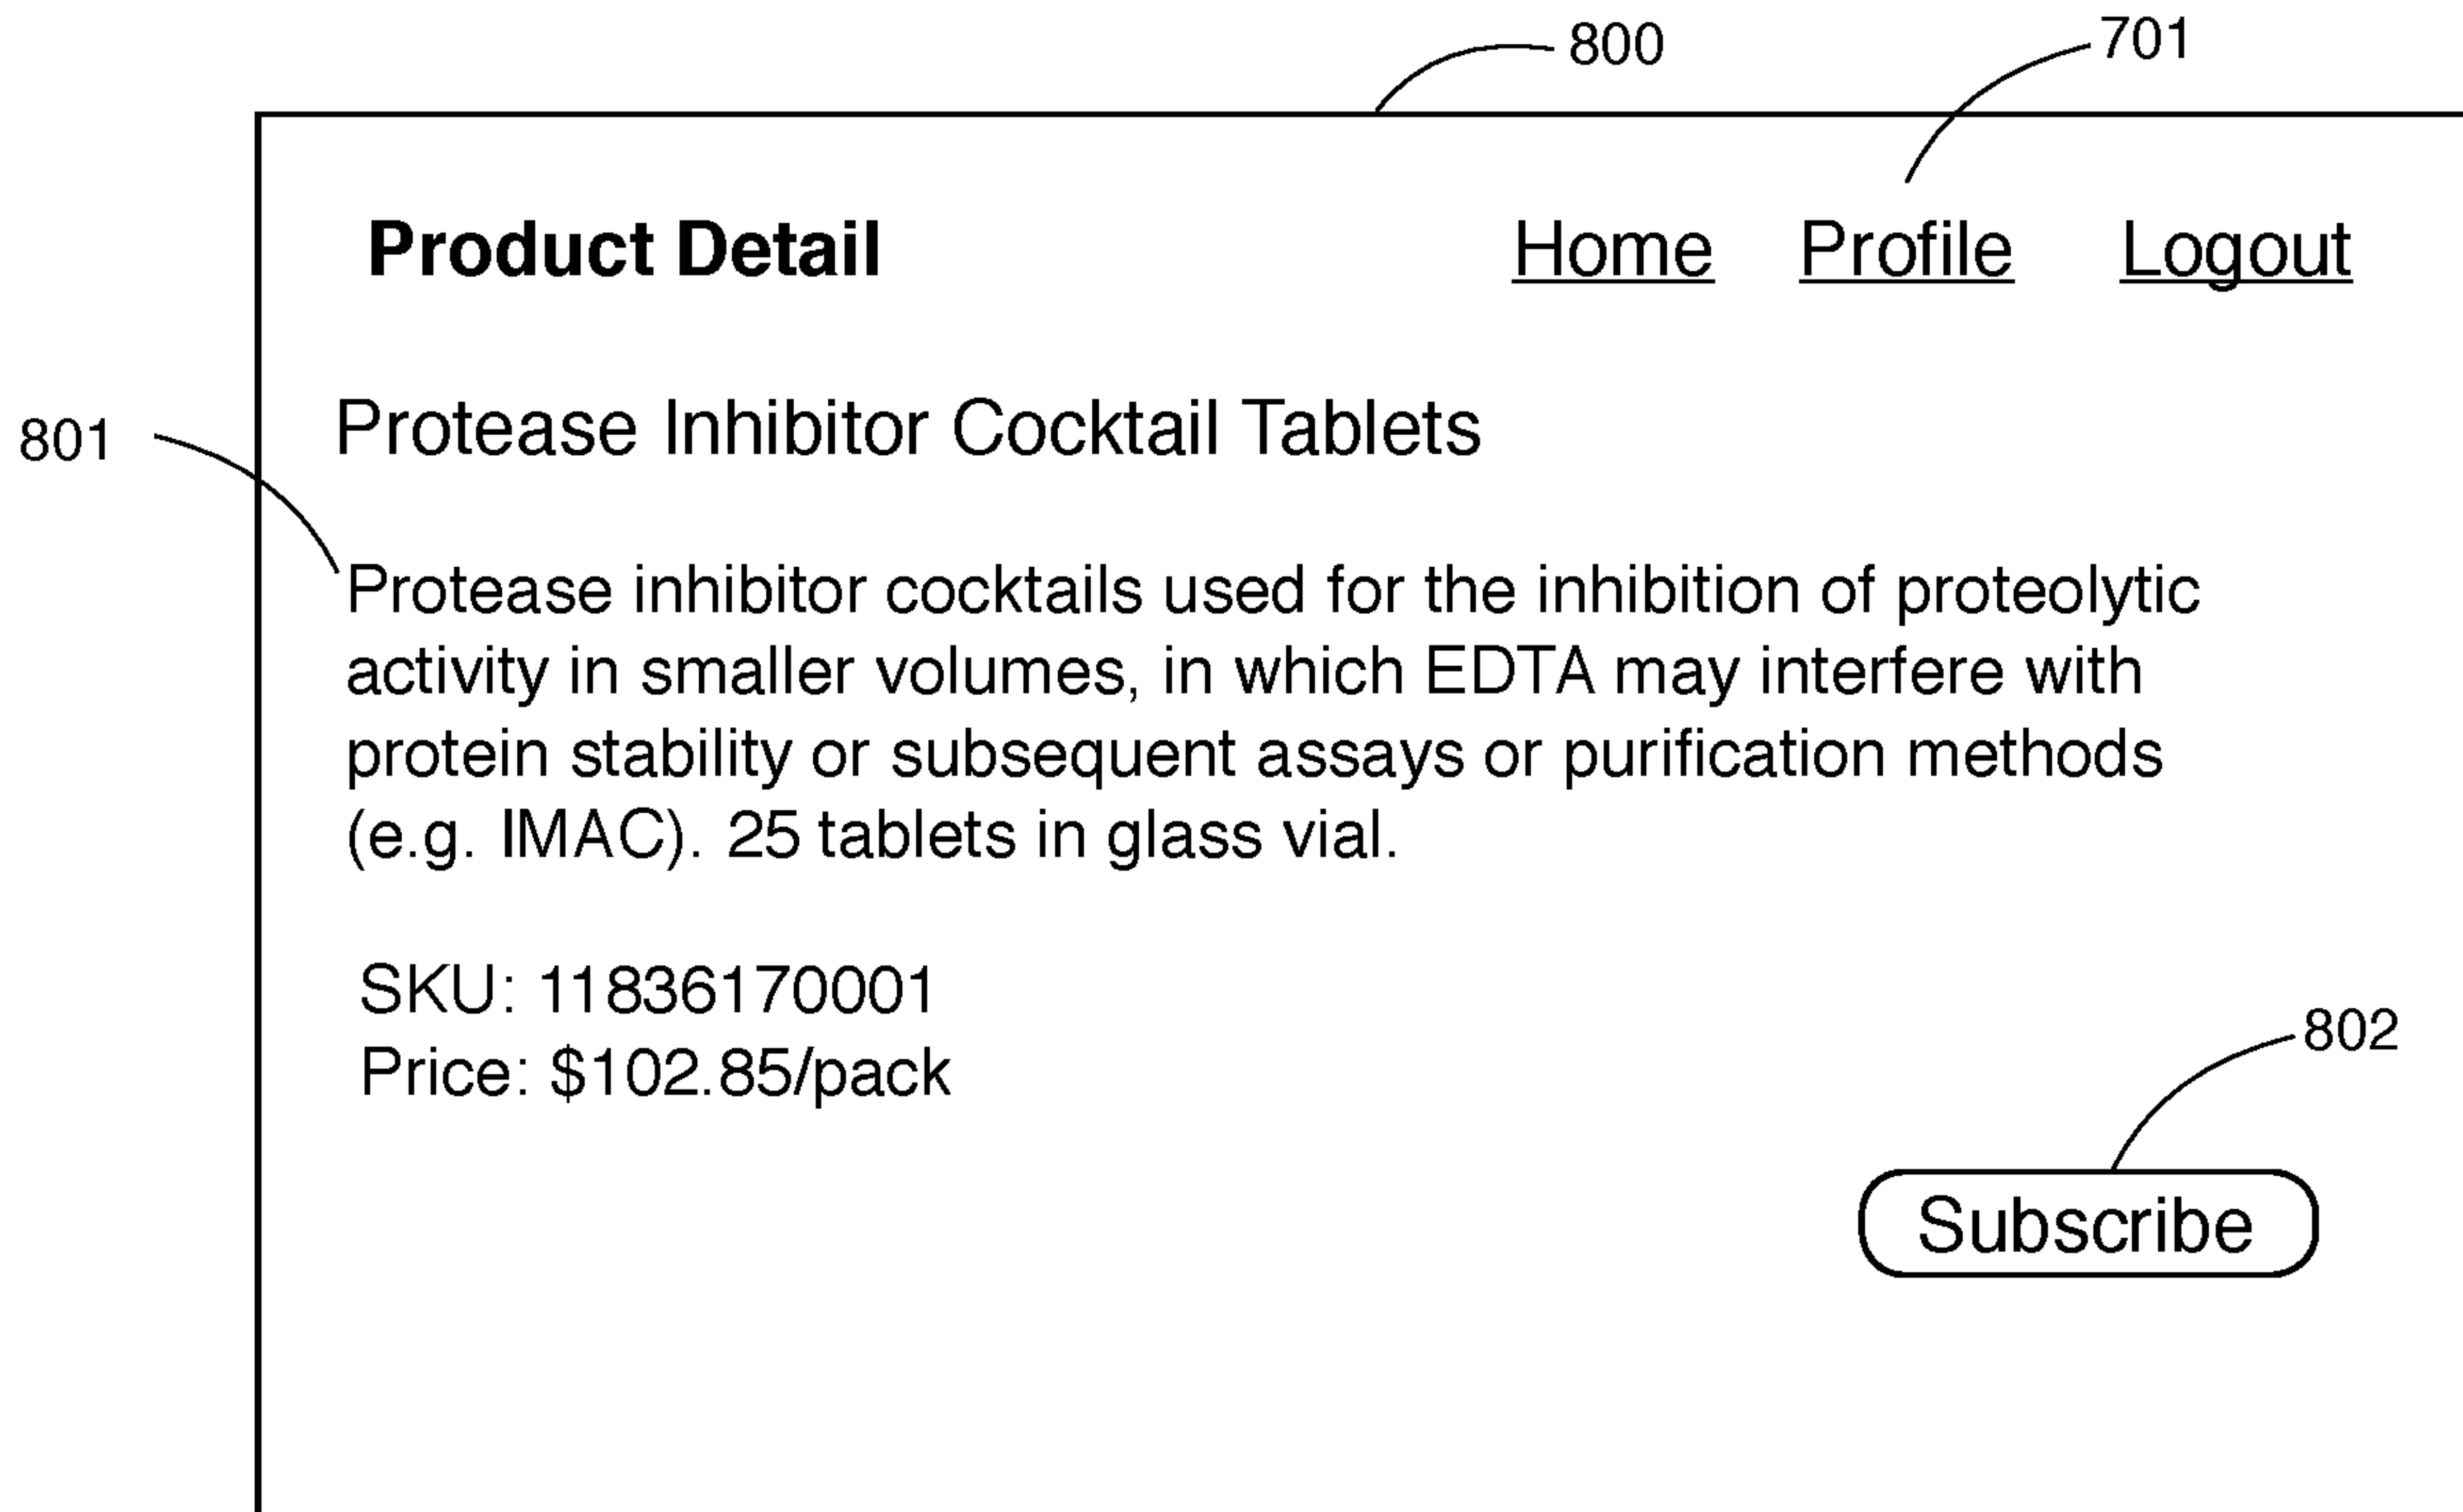 800
701
Product Detail Home Profile Logout
801
Protease Inhibitor Cocktail Tablets
Protease inhibitor cocktails used for the inhibition of proteolytic
activity in smaller volumes, in which EDTA may interfere with
protein stability or subsequent assays or purification methods
(e.g. IMAC). 25 tablets in glass vial.
SKU: 11836170001
Price: $102.85/pack
802
Subscribe